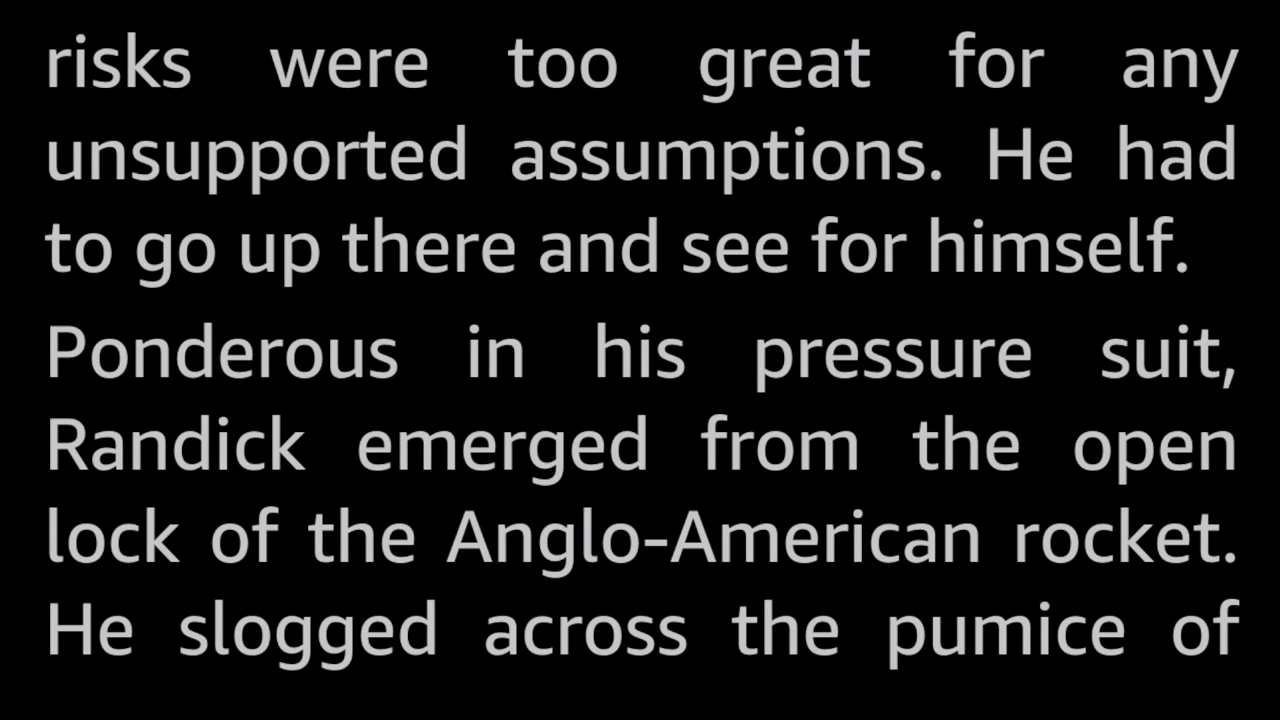 risks were too great for any
unsupported assumptions. He had
to go up there and see for himself.
Ponderous in his pressure suit,
Randick emerged from the open
lock of the Anglo-American rocket.
He slogged across the pumice of